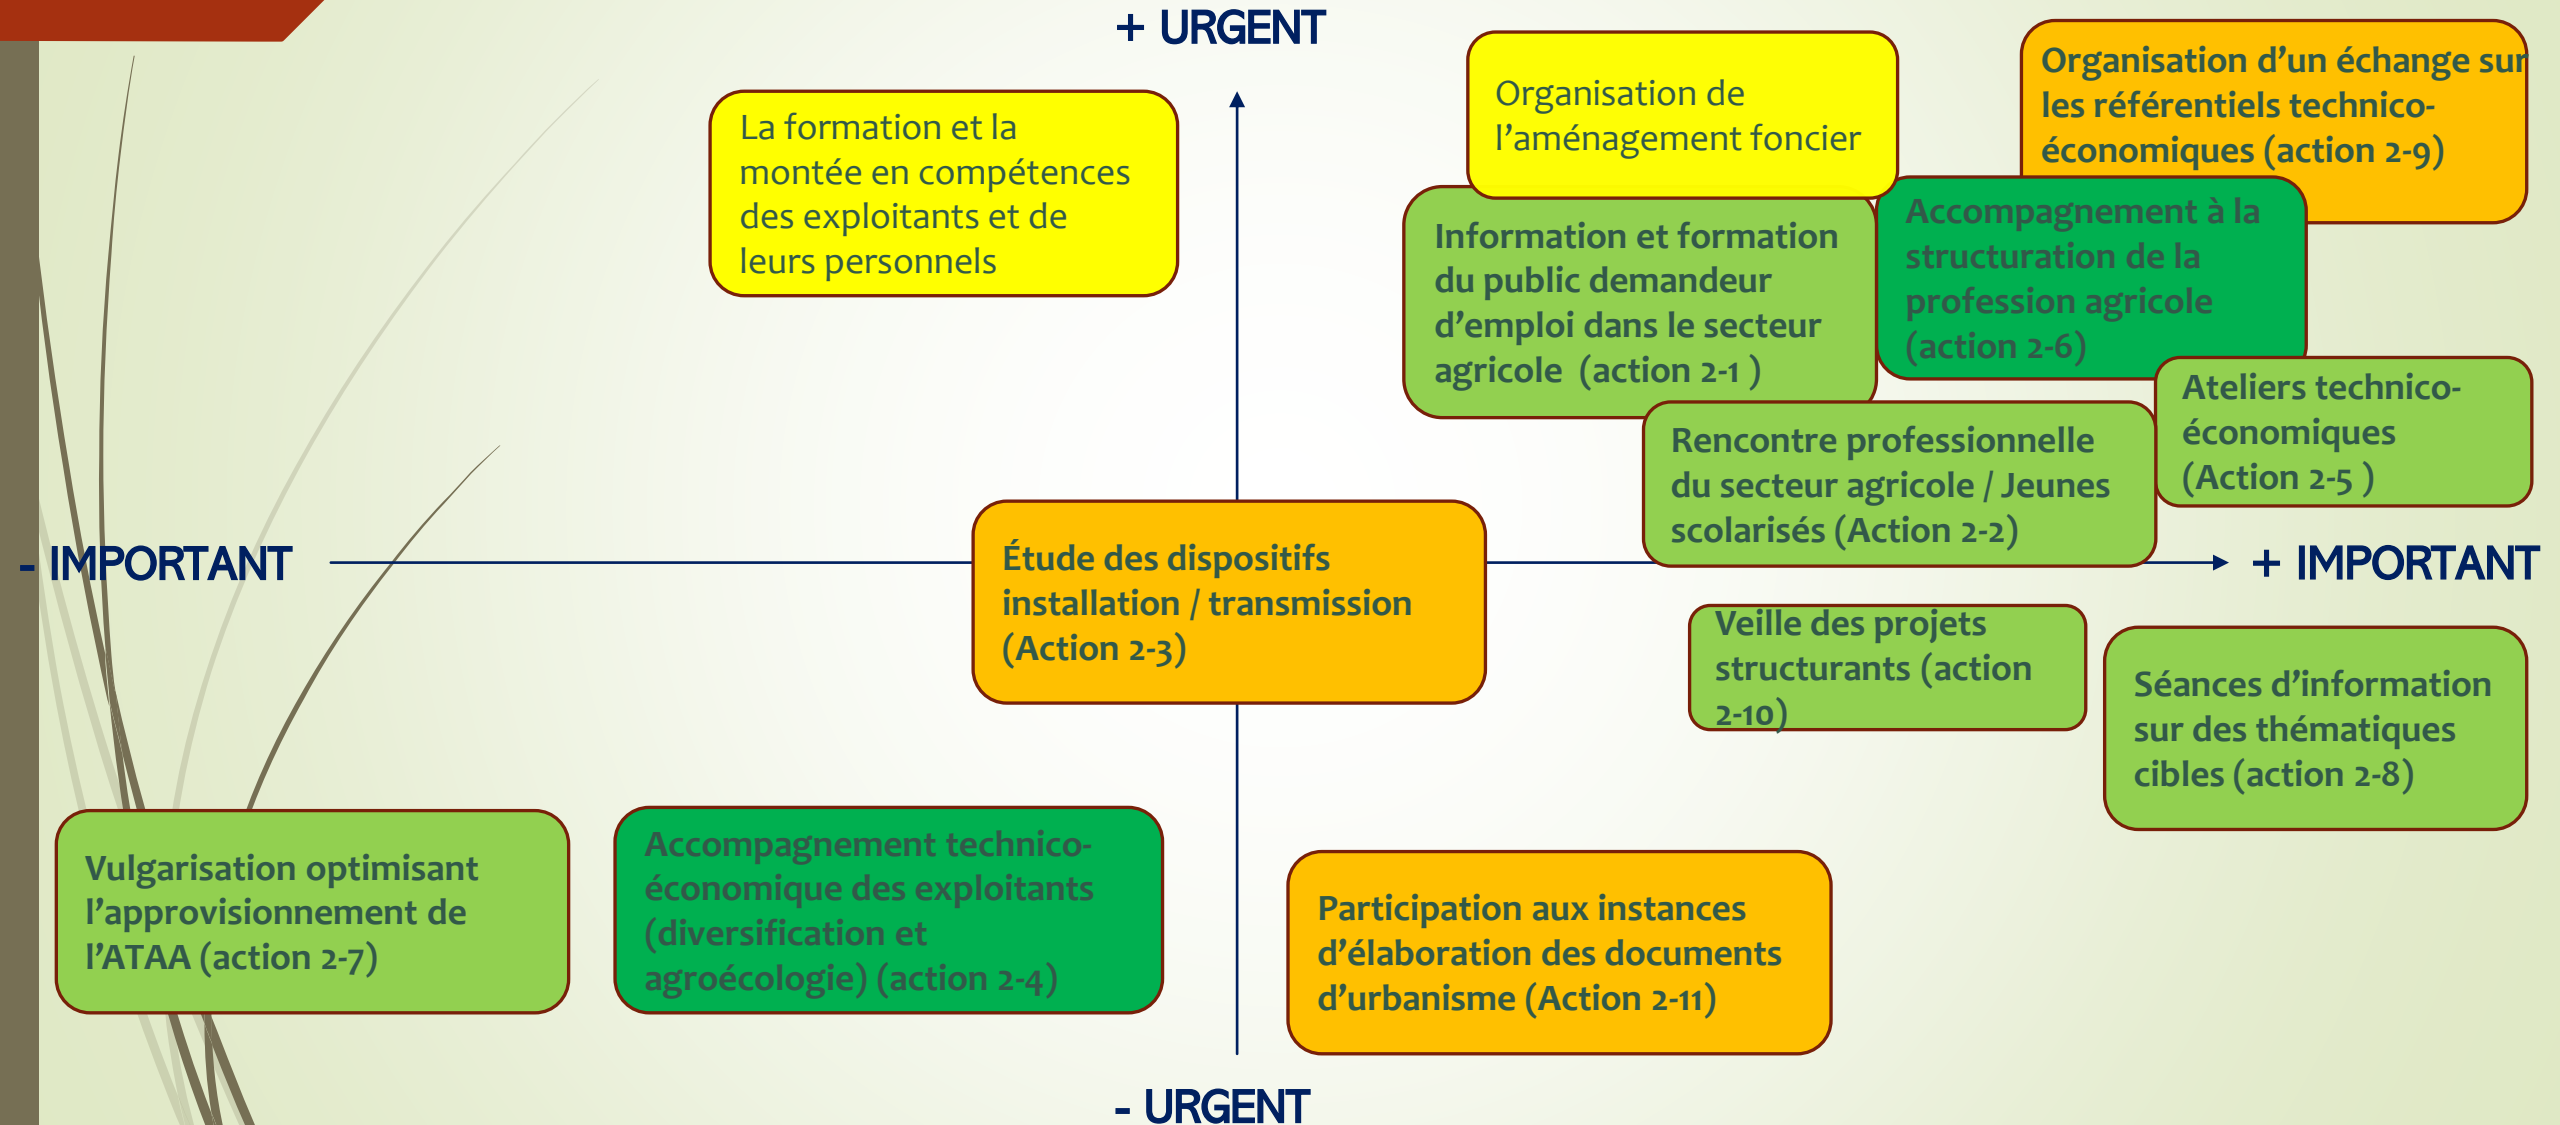 + URGENT
La formation et la
montée en compétences
des exploitants et de
leurs personnels
Organisation de
l’aménagement foncier
Organisation d’un échange sur
les référentiels technico-
économiques (action 2-9)
Information et formation
du public demandeur
d’emploi dans le secteur
agricole (action 2-1 )
Accompagnement à la
structuration de la
profession agricole
(action 2-6)
Ateliers technico-
économiques
(Action 2-5 )
Rencontre professionnelle
du secteur agricole / Jeunes
scolarisés (Action 2-2)
- IMPORTANT
Étude des dispositifs
installation / transmission
(Action 2-3)
+ IMPORTANT
Veille des projets
structurants (action
2-10)
Séances d’information
sur des thématiques
cibles (action 2-8)
Vulgarisation optimisant
l’approvisionnement de
l’ATAA (action 2-7)
Accompagnement technico-
économique des exploitants
(diversification et
agroécologie) (action 2-4)
Participation aux instances
d’élaboration des documents
d’urbanisme (Action 2-11)
- URGENT